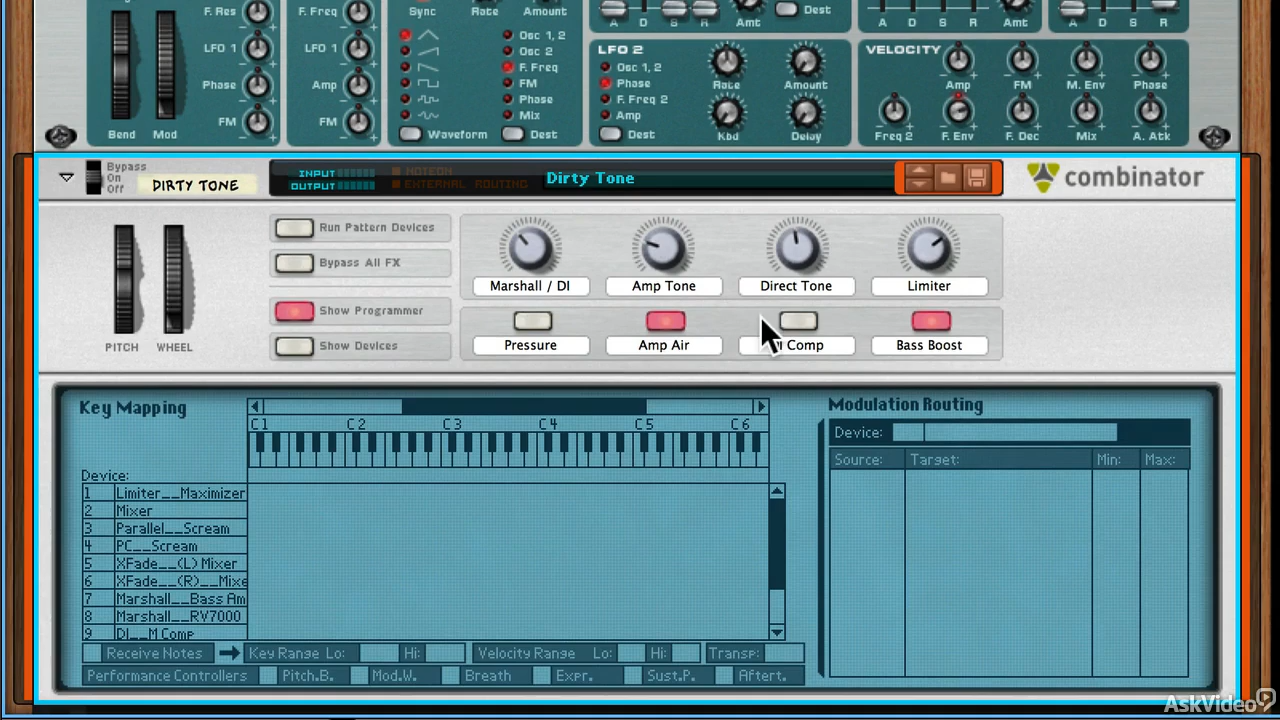 F. Res
F. Freq
Sync
Rate
Amount
A D S R
Amt
Dest
A D S R
Amt
A D S R
LFO 1
LFO 1
Phase
Amp
FM
FM
Bend
Mod
Osc 1, 2
Osc 2
F. Freq
FM
Phase
Mix
Waveform
Dest
LFO 2
Osc 1, 2
Phase
F. Freq 2
Amp
Dest
Rate
Amount
Kbd
Delay
VELOCITY
Amp
FM
M. Env
Phase
Freq 2
F. Env
F. Dec
Mix
A. Atk
Bypass
On
Off
DIRTY TONE
INPUT
OUTPUT
NOTEON
EXTERNAL ROUTING
Dirty Tone
combinator
PITCH
WHEEL
Run Pattern Devices
Bypass All FX
Show Programmer
Show Devices
Marshall / DI
Amp Tone
Direct Tone
Limiter
Pressure
Amp Air
Comp
Bass Boost
Key Mapping
C1 C2 C3 C4 C5 C6
Device:
1 Limiter__Maximizer
2 Mixer
3 Parallel__Scream
4 PC__Scream
5 XFade__(L) Mixer
6 XFade__(R)__Mixe
7 Marshall__Bass Am
8 Marshall__RV7000
9 DI__M Comp
Receive Notes
Key Range Lo:
Hi:
Velocity Range Lo:
Hi:
Transp:
Performance Controllers
Pitch.B.
Mod.W.
Breath
Expr.
Sust.P.
Aftert.
Modulation Routing
Device:
Source: Target: Min: Max:
AskVideo